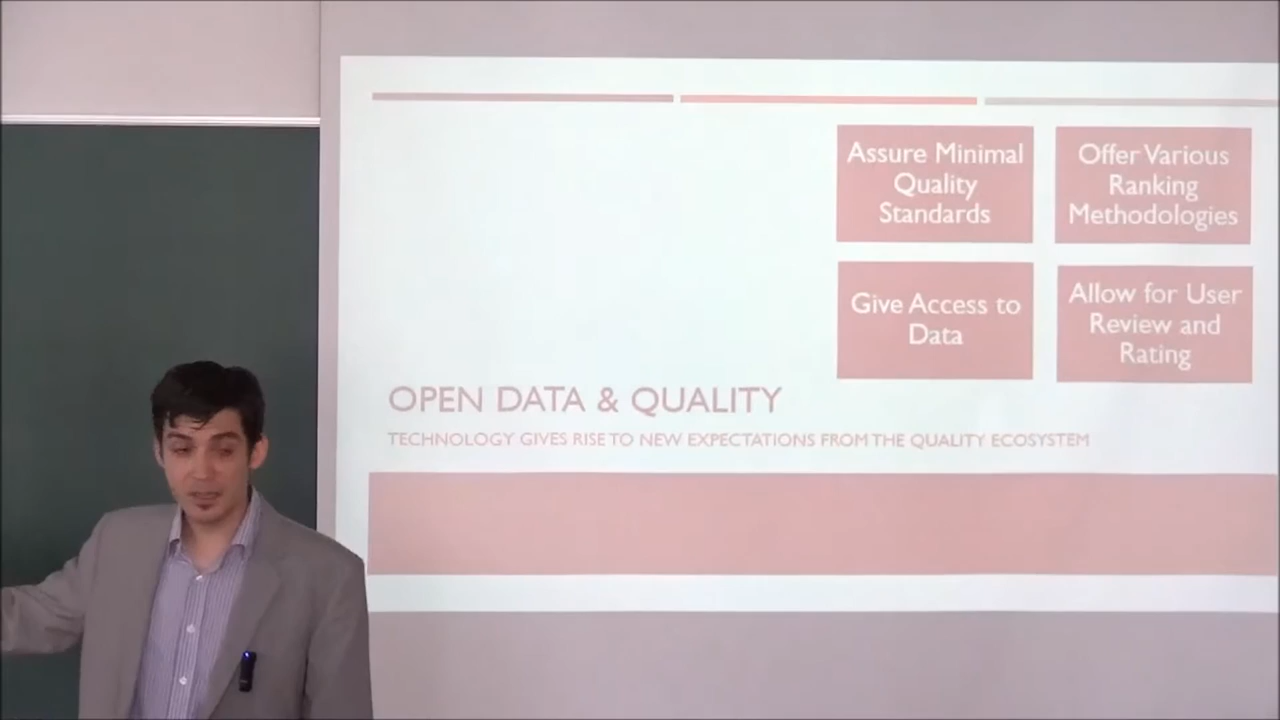 Assure Minimal
Quality
Standards
Offer Various
Ranking
Methodologies
Give Access to
Data
Allow for User
Review and
Rating
OPEN DATA & QUALITY
TECHNOLOGY GIVES RISE TO NEW EXPECTATIONS FROM THE QUALITY ECOSYSTEM